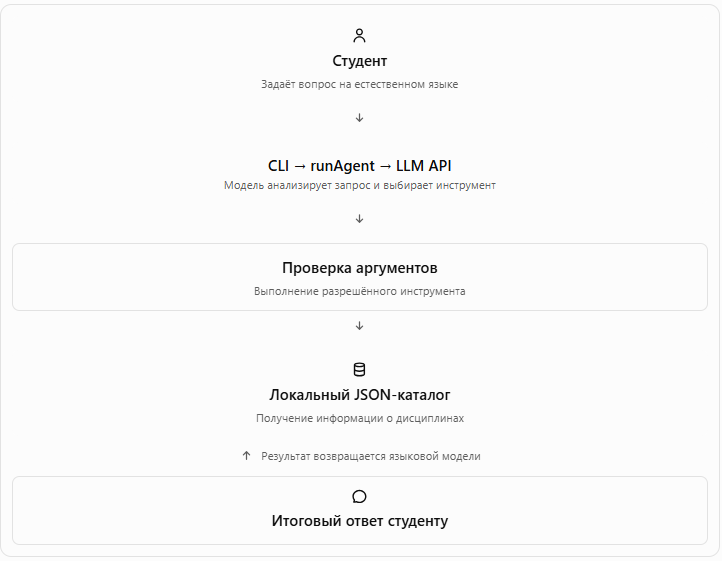 Студент
Задаёт вопрос на естественном языке
↓
CLI → runAgent → LLM API
Модель анализирует запрос и выбирает инструмент
↓
Проверка аргументов
Выполнение разрешённого инструмента
↓
Локальный JSON-каталог
Получение информации о дисциплинах
↑ Результат возвращается языковой модели
Итоговый ответ студенту